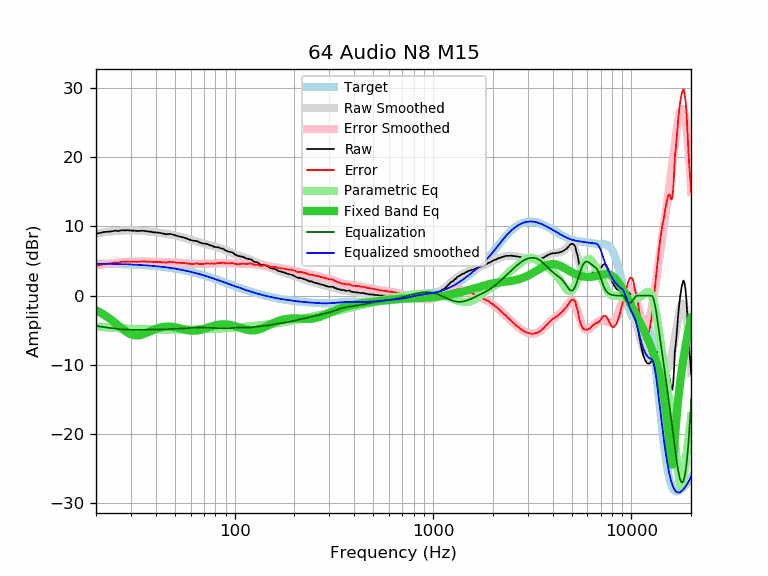 64 Audio N8 M15
Target
Raw Smoothed
Error Smoothed
Raw
Error
Parametric Eq
Fixed Band Eq
Equalization
Equalized smoothed
30
20
10
0
−10
−20
−30
Amplitude (dBr)
100
1000
10000
Frequency (Hz)